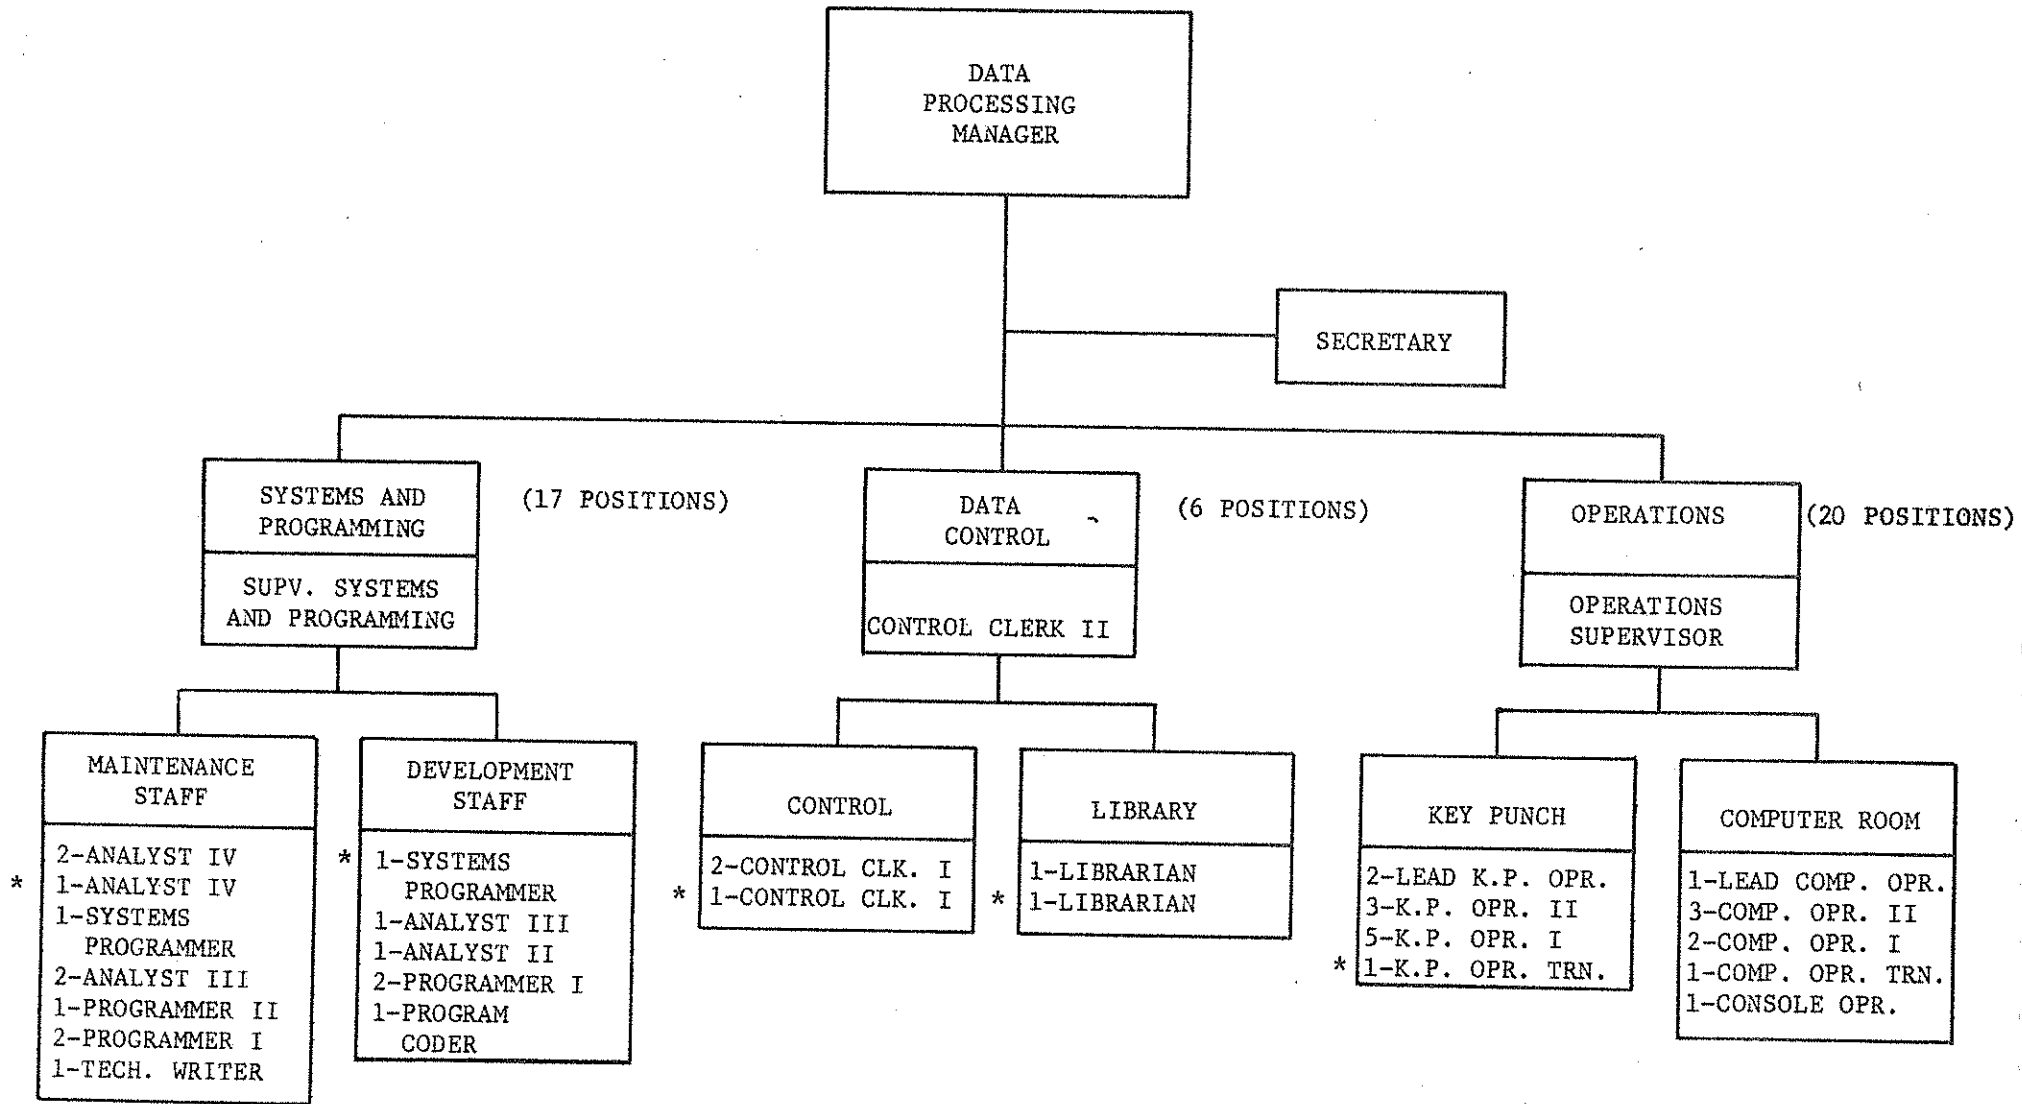 DATA
PROCESSING
MANAGER
SECRETARY
SYSTEMS AND
PROGRAMMING
(17 POSITIONS)
SUPV. SYSTEMS
AND PROGRAMMING
DATA
CONTROL
(6 POSITIONS)
CONTROL CLERK II
OPERATIONS
(20 POSITIONS)
OPERATIONS
SUPERVISOR
MAINTENANCE
STAFF
2-ANALYST IV
* 1-ANALYST IV
1-SYSTEMS
PROGRAMMER
2-ANALYST III
1-PROGRAMMER II
2-PROGRAMMER I
1-TECH. WRITER
DEVELOPMENT
STAFF
* 1-SYSTEMS
PROGRAMMER
1-ANALYST III
1-ANALYST II
2-PROGRAMMER I
1-PROGRAM
CODER
CONTROL
2-CONTROL CLK. I
* 1-CONTROL CLK. I
LIBRARY
1-LIBRARIAN
* 1-LIBRARIAN
KEY PUNCH
2-LEAD K.P. OPR.
3-K.P. OPR. II
5-K.P. OPR. I
* 1-K.P. OPR. TRN.
COMPUTER ROOM
1-LEAD COMP. OPR.
3-COMP. OPR. II
2-COMP. OPR. I
1-COMP. OPR. TRN.
1-CONSOLE OPR.